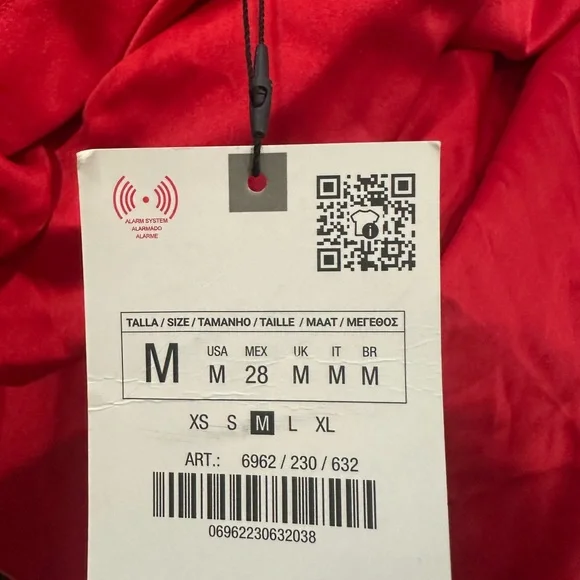 ALARM SYSTEM
ALARMADO
ALARME
TALLA / SIZE / TAMANHO / TAILLE / MAAT / ΜΕΓΕΘΟΣ
M
USA MEX UK IT BR
M 28 M M M
XS S M L XL
ART.: 6962 / 230 / 632
06962230632038